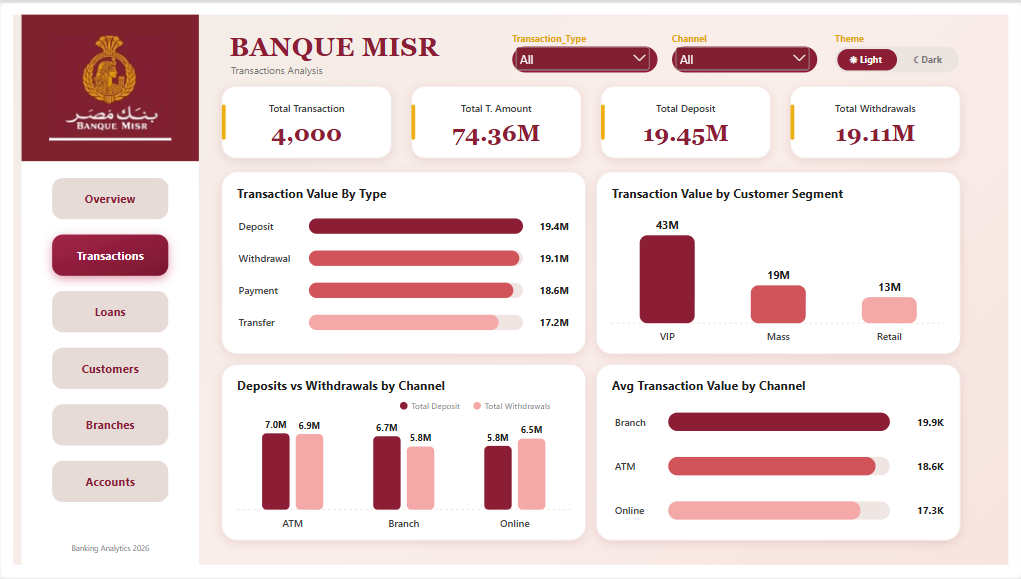 بنك مصر
BANQUE MISR
BANQUE MISR
Transactions Analysis
Transaction_Type
All
Channel
All
Theme
Light
Dark
Total Transaction
4,000
Total T. Amount
74.36M
Total Deposit
19.45M
Total Withdrawals
19.11M
Overview
Transactions
Loans
Customers
Branches
Accounts
Banking Analytics 2026
Transaction Value By Type
Deposit 19.4M
Withdrawal 19.1M
Payment 18.6M
Transfer 17.2M
Transaction Value by Customer Segment
43M
19M
13M
VIP Mass Retail
Deposits vs Withdrawals by Channel
Total Deposit Total Withdrawals
7.0M 6.9M 6.7M 5.8M 5.8M 6.5M
ATM Branch Online
Avg Transaction Value by Channel
Branch 19.9K
ATM 18.6K
Online 17.3K